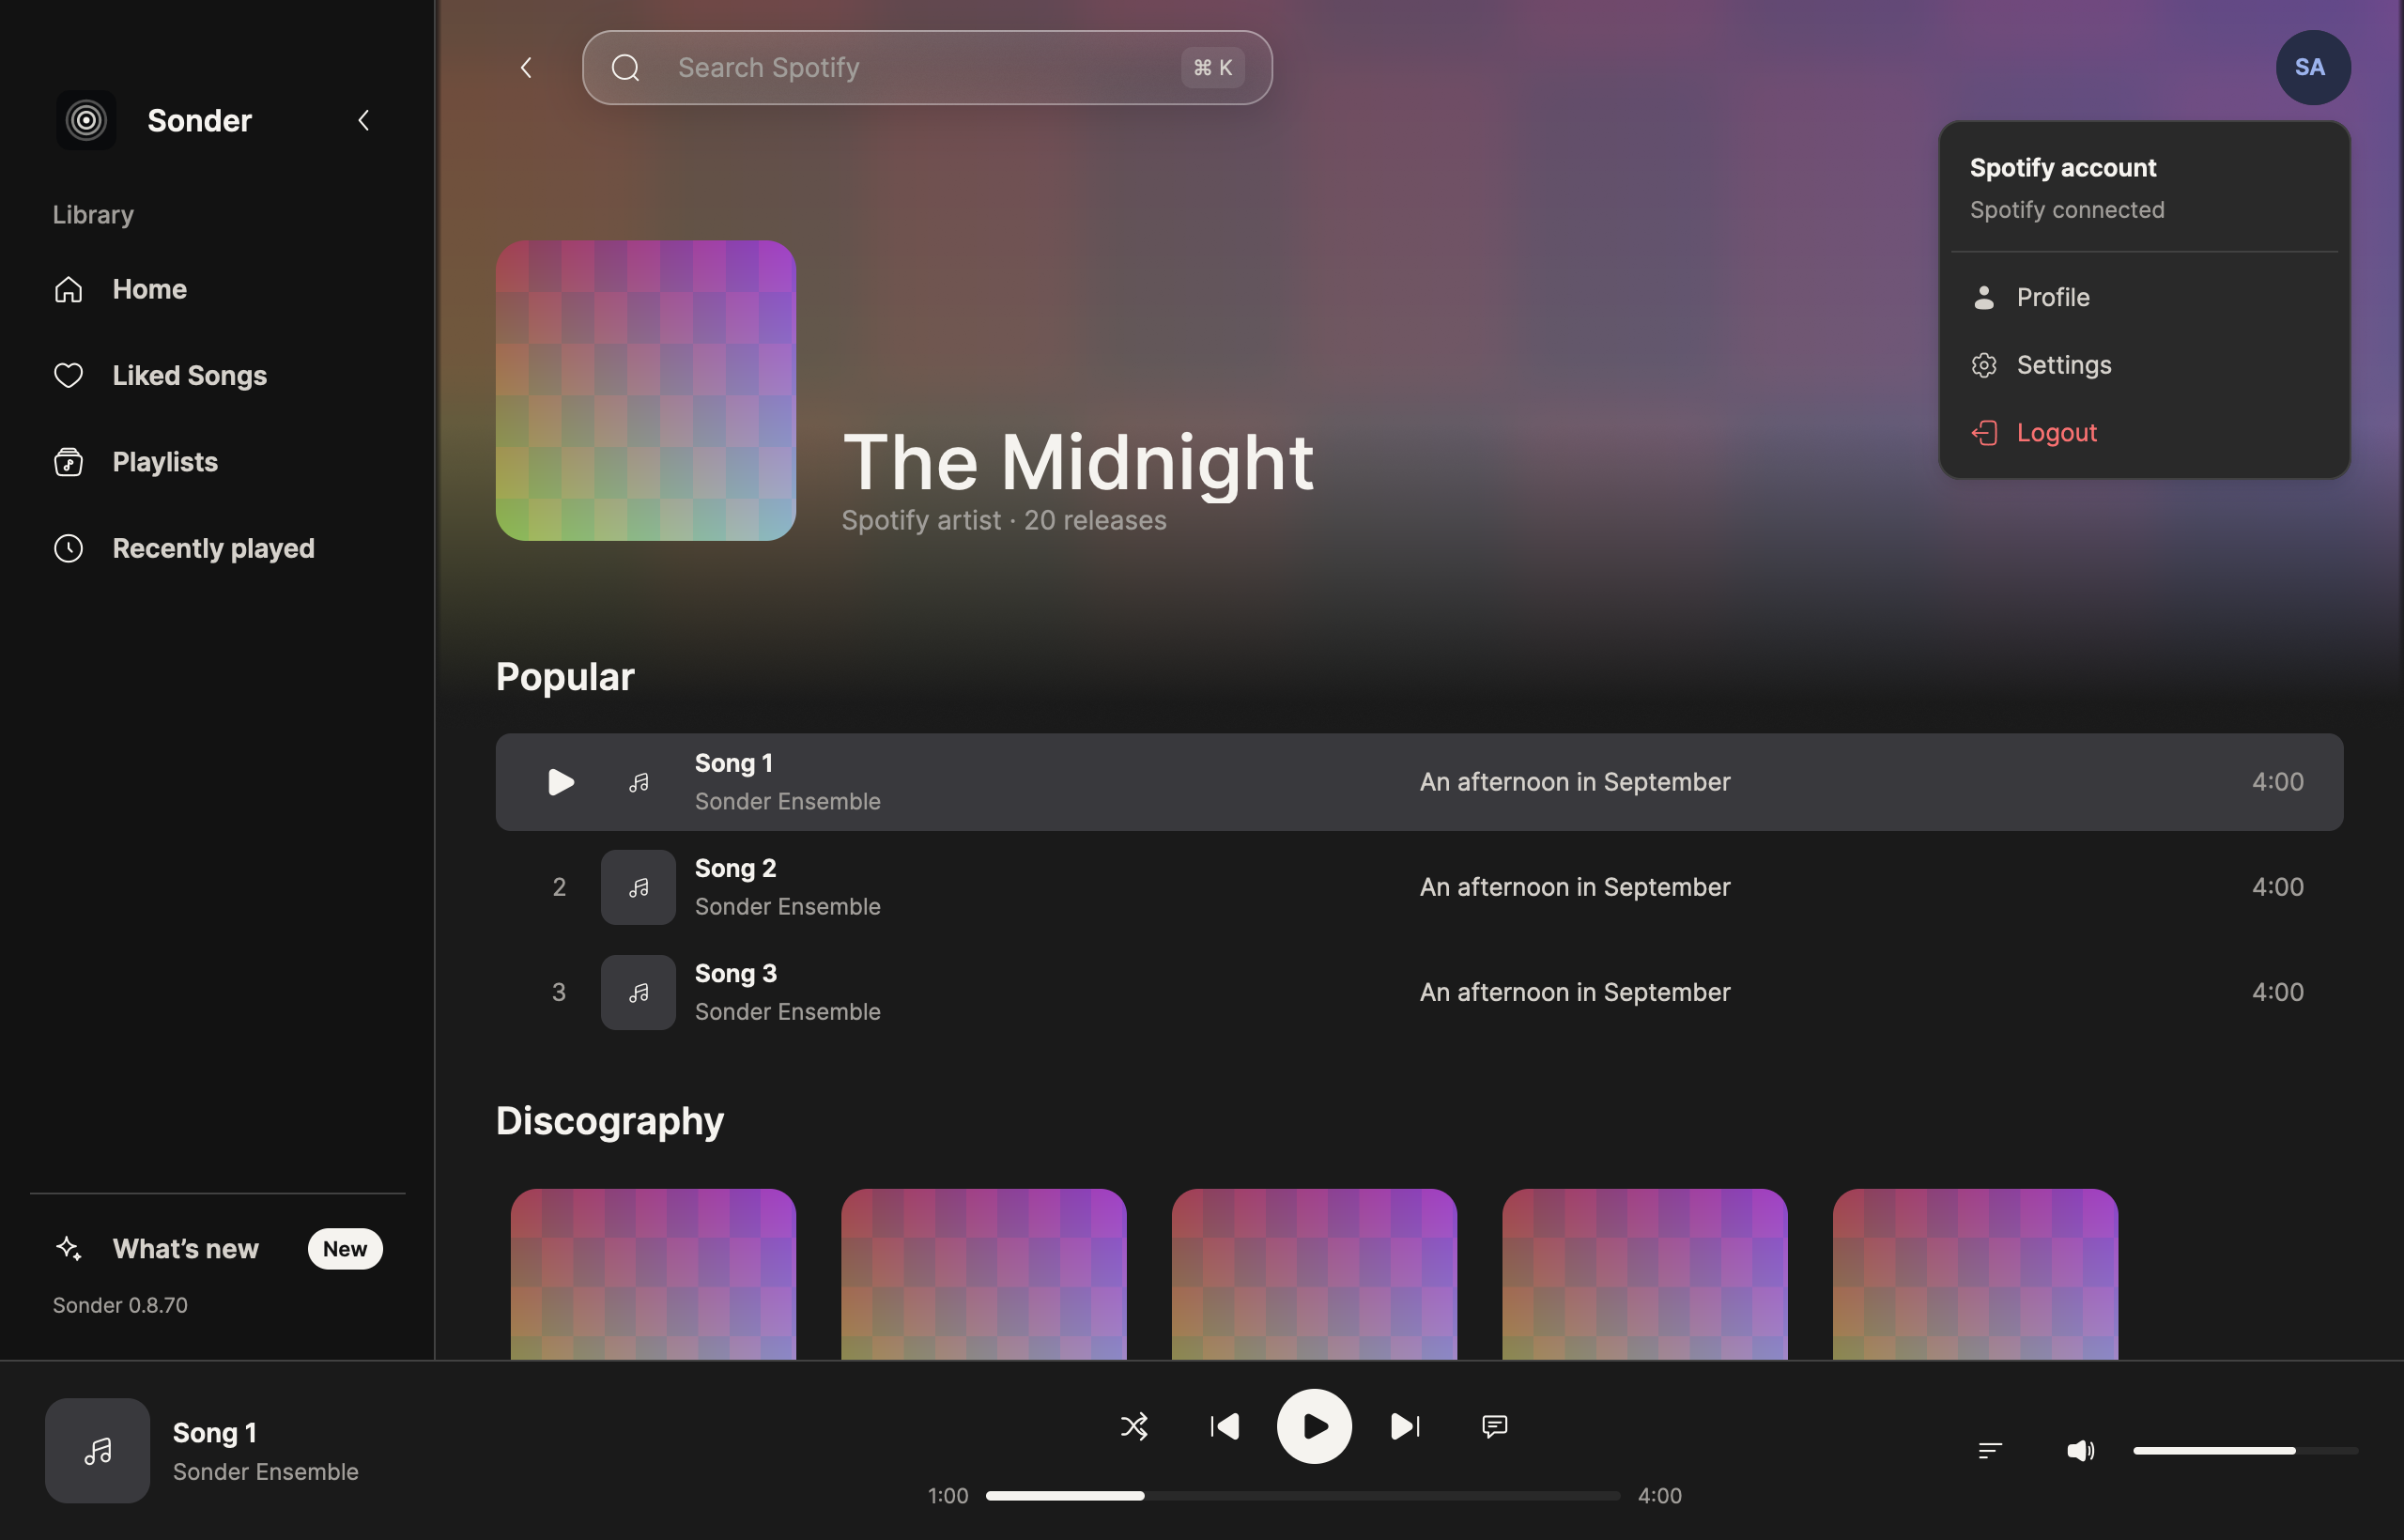 Sonder
Library
Home
Liked Songs
Playlists
Recently played
What’s new
New
Sonder 0.8.70
Search Spotify
⌘ K
SA
Spotify account
Spotify connected
Profile
Settings
Logout
The Midnight
Spotify artist · 20 releases
Popular
Song 1
Sonder Ensemble
An afternoon in September
4:00
2
Song 2
Sonder Ensemble
An afternoon in September
4:00
3
Song 3
Sonder Ensemble
An afternoon in September
4:00
Discography
Song 1
Sonder Ensemble
1:00
4:00